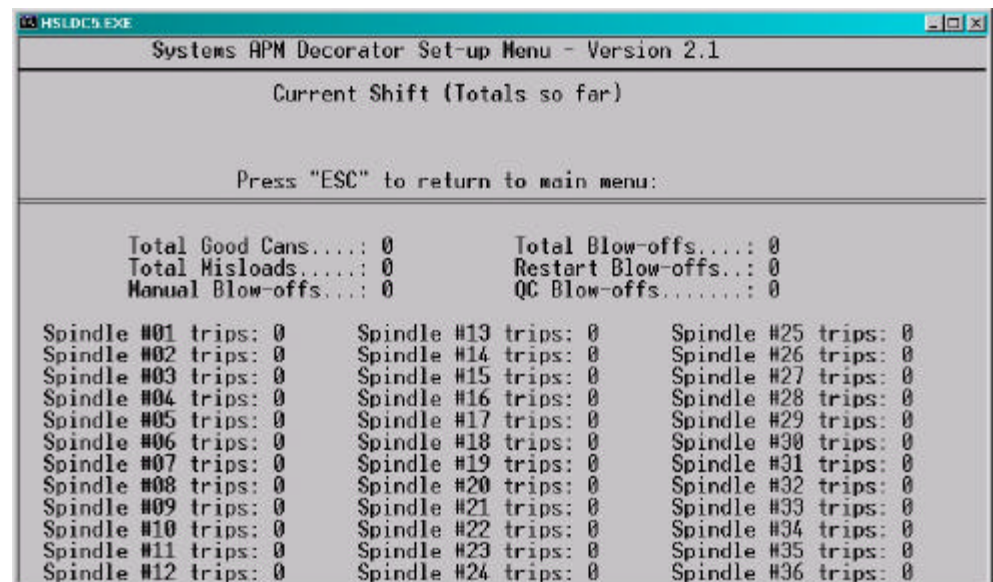 HSLDC5.EXE
Systems APM Decorator Set-up Menu - Version 2.1
Current Shift (Totals so far)
Press "ESC" to return to main menu:
Total Good Cans....: 0 Total Blow-offs....: 0
Total Misloads.....: 0 Restart Blow-offs..: 0
Manual Blow-offs...: 0 QC Blow-offs.......: 0
Spindle #01 trips: 0 Spindle #13 trips: 0 Spindle #25 trips: 0
Spindle #02 trips: 0 Spindle #14 trips: 0 Spindle #26 trips: 0
Spindle #03 trips: 0 Spindle #15 trips: 0 Spindle #27 trips: 0
Spindle #04 trips: 0 Spindle #16 trips: 0 Spindle #28 trips: 0
Spindle #05 trips: 0 Spindle #17 trips: 0 Spindle #29 trips: 0
Spindle #06 trips: 0 Spindle #18 trips: 0 Spindle #30 trips: 0
Spindle #07 trips: 0 Spindle #19 trips: 0 Spindle #31 trips: 0
Spindle #08 trips: 0 Spindle #20 trips: 0 Spindle #32 trips: 0
Spindle #09 trips: 0 Spindle #21 trips: 0 Spindle #33 trips: 0
Spindle #10 trips: 0 Spindle #22 trips: 0 Spindle #34 trips: 0
Spindle #11 trips: 0 Spindle #23 trips: 0 Spindle #35 trips: 0
Spindle #12 trips: 0 Spindle #24 trips: 0 Spindle #36 trips: 0